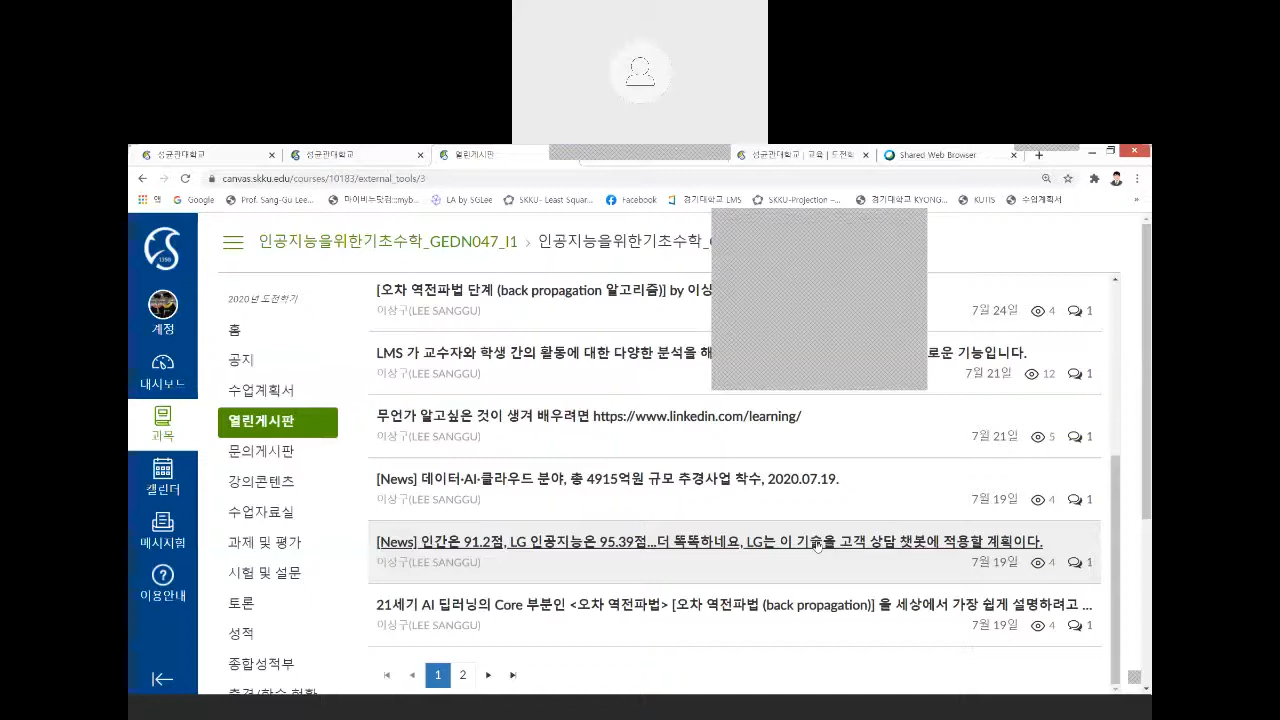 성균관대학교
성균관대학교
열린게시판
성균관대학교 | 교육 | 도전학
Shared Web Browser
canvas.skku.edu/courses/10183/external_tools/3
앱
Google
Prof. Sang-Gu Lee...
LA by SGLee
SKKU- Least Squar...
Facebook
경기대학교 LMS
SKKU-Projection –...
경기대학교 KYONG...
KUTIS
수업계획서
»
인공지능을위한기초수학_GEDN047_I1 › 인공지능을위한기초수학_
계정
과목
캘린더
이용안내
2020년 도전학기
홈
공지
수업계획서
열린게시판
문의게시판
강의콘텐츠
수업자료실
과제 및 평가
시험 및 설문
토론
성적
종합성적부
[오차 역전파법 단계 (back propagation 알고리즘)] by 이상
이상구(LEE SANGGU)
7월 24일 4 1
LMS 가 교수자와 학생 간의 활동에 대한 다양한 분석을 해 로운 기능입니다.
이상구(LEE SANGGU)
7월 21일 12 1
무언가 알고싶은 것이 생겨 배우려면 https://www.linkedin.com/learning/
이상구(LEE SANGGU)
7월 21일 5 1
[News] 데이터·AI·클라우드 분야, 총 4915억원 규모 추경사업 착수, 2020.07.19.
이상구(LEE SANGGU)
7월 19일 4 1
[News] 인간은 91.2점, LG 인공지능은 95.39점...더 똑똑하네요, LG는 이 기술을 고객 상담 챗봇에 적용할 계획이다.
이상구(LEE SANGGU)
7월 19일 4 1
21세기 AI 딥러닝의 Core 부분인 <오차 역전파법> [오차 역전파법 (back propagation)] 을 세상에서 가장 쉽게 설명하려고 ...
이상구(LEE SANGGU)
7월 19일 4 1
1 2